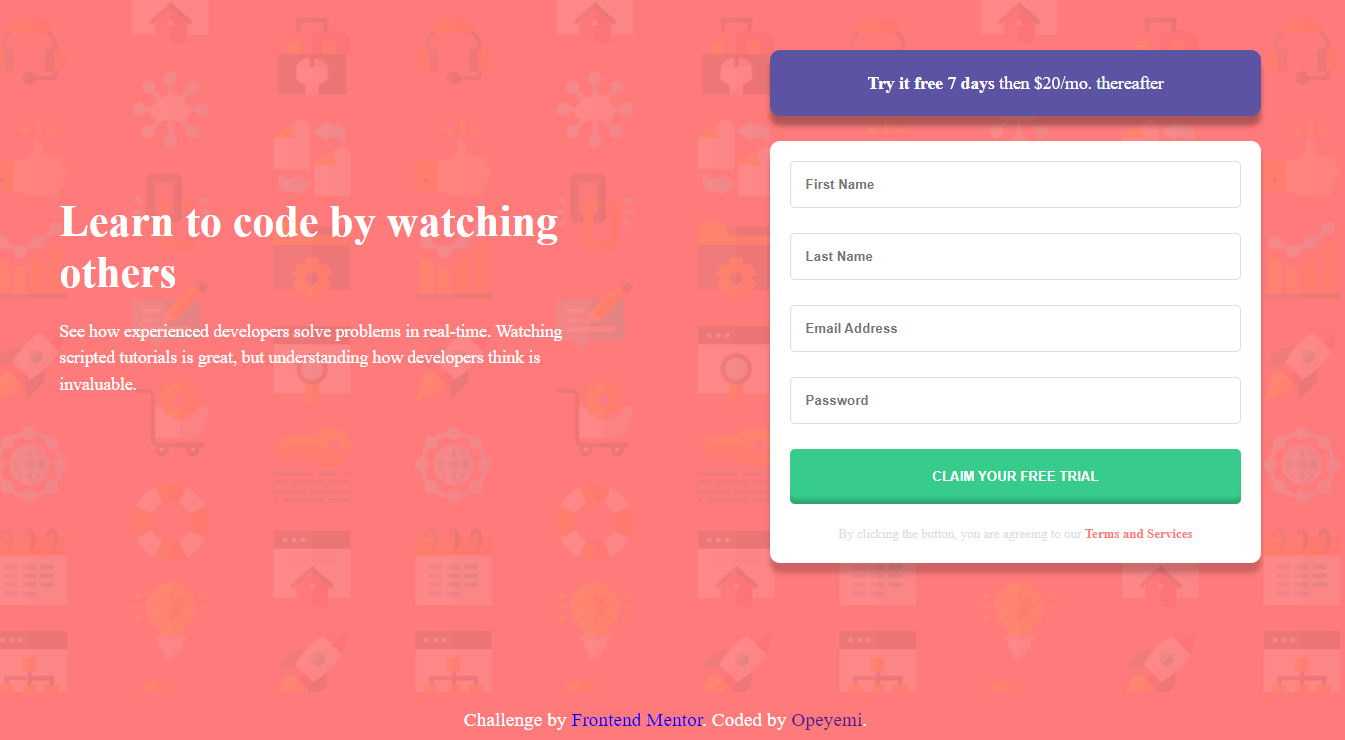 Learn to code by watching
others
See how experienced developers solve problems in real-time. Watching
scripted tutorials is great, but understanding how developers think is
invaluable.
Try it free 7 days then $20/mo. thereafter
First Name
Last Name
Email Address
Password
CLAIM YOUR FREE TRIAL
By clicking the button, you are agreeing to our Terms and Services
Challenge by Frontend Mentor. Coded by Opeyemi.